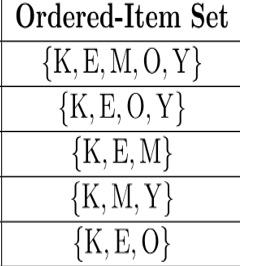 Ordered-Item Set
{K, E, M, O, Y}
{K, E, O, Y}
{K, E, M}
{K, M, Y}
{K, E, O}